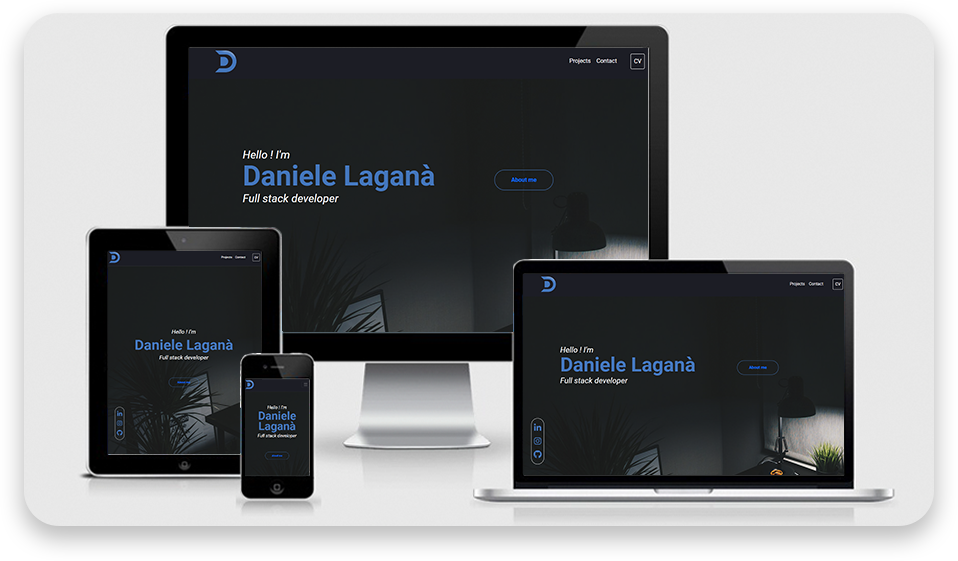 Projects Contact CV
Hello ! I'm
Daniele Laganà
Full stack developer
About me
Projects Contact CV
Hello ! I'm
Daniele Laganà
Full stack developer
Hello ! I'm
Daniele
Laganà
Full stack developer
Projects Contact CV
Hello ! I'm
Daniele Laganà
Full stack developer
About me
in